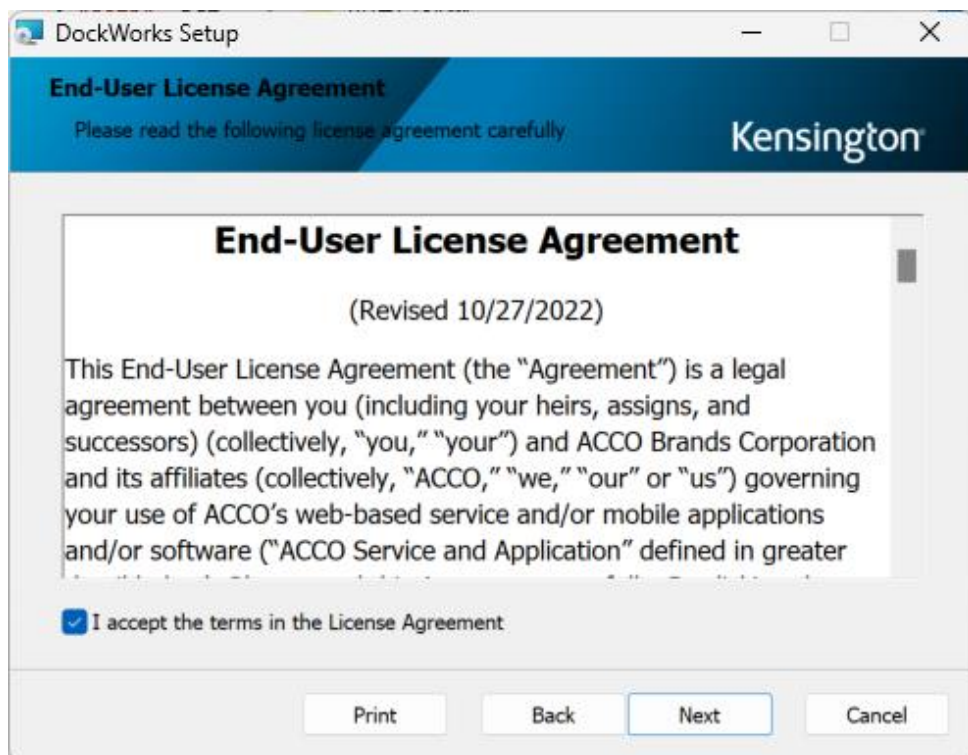 DockWorks Setup
End-User License Agreement
Please read the following license agreement carefully
Kensington
End-User License Agreement
(Revised 10/27/2022)
This End-User License Agreement (the “Agreement”) is a legal
agreement between you (including your heirs, assigns, and
successors) (collectively, “you,” “your”) and ACCO Brands Corporation
and its affiliates (collectively, “ACCO,” “we,” “our” or “us”) governing
your use of ACCO’s web-based service and/or mobile applications
and/or software (“ACCO Service and Application” defined in greater
I accept the terms in the License Agreement
Print
Back
Next
Cancel